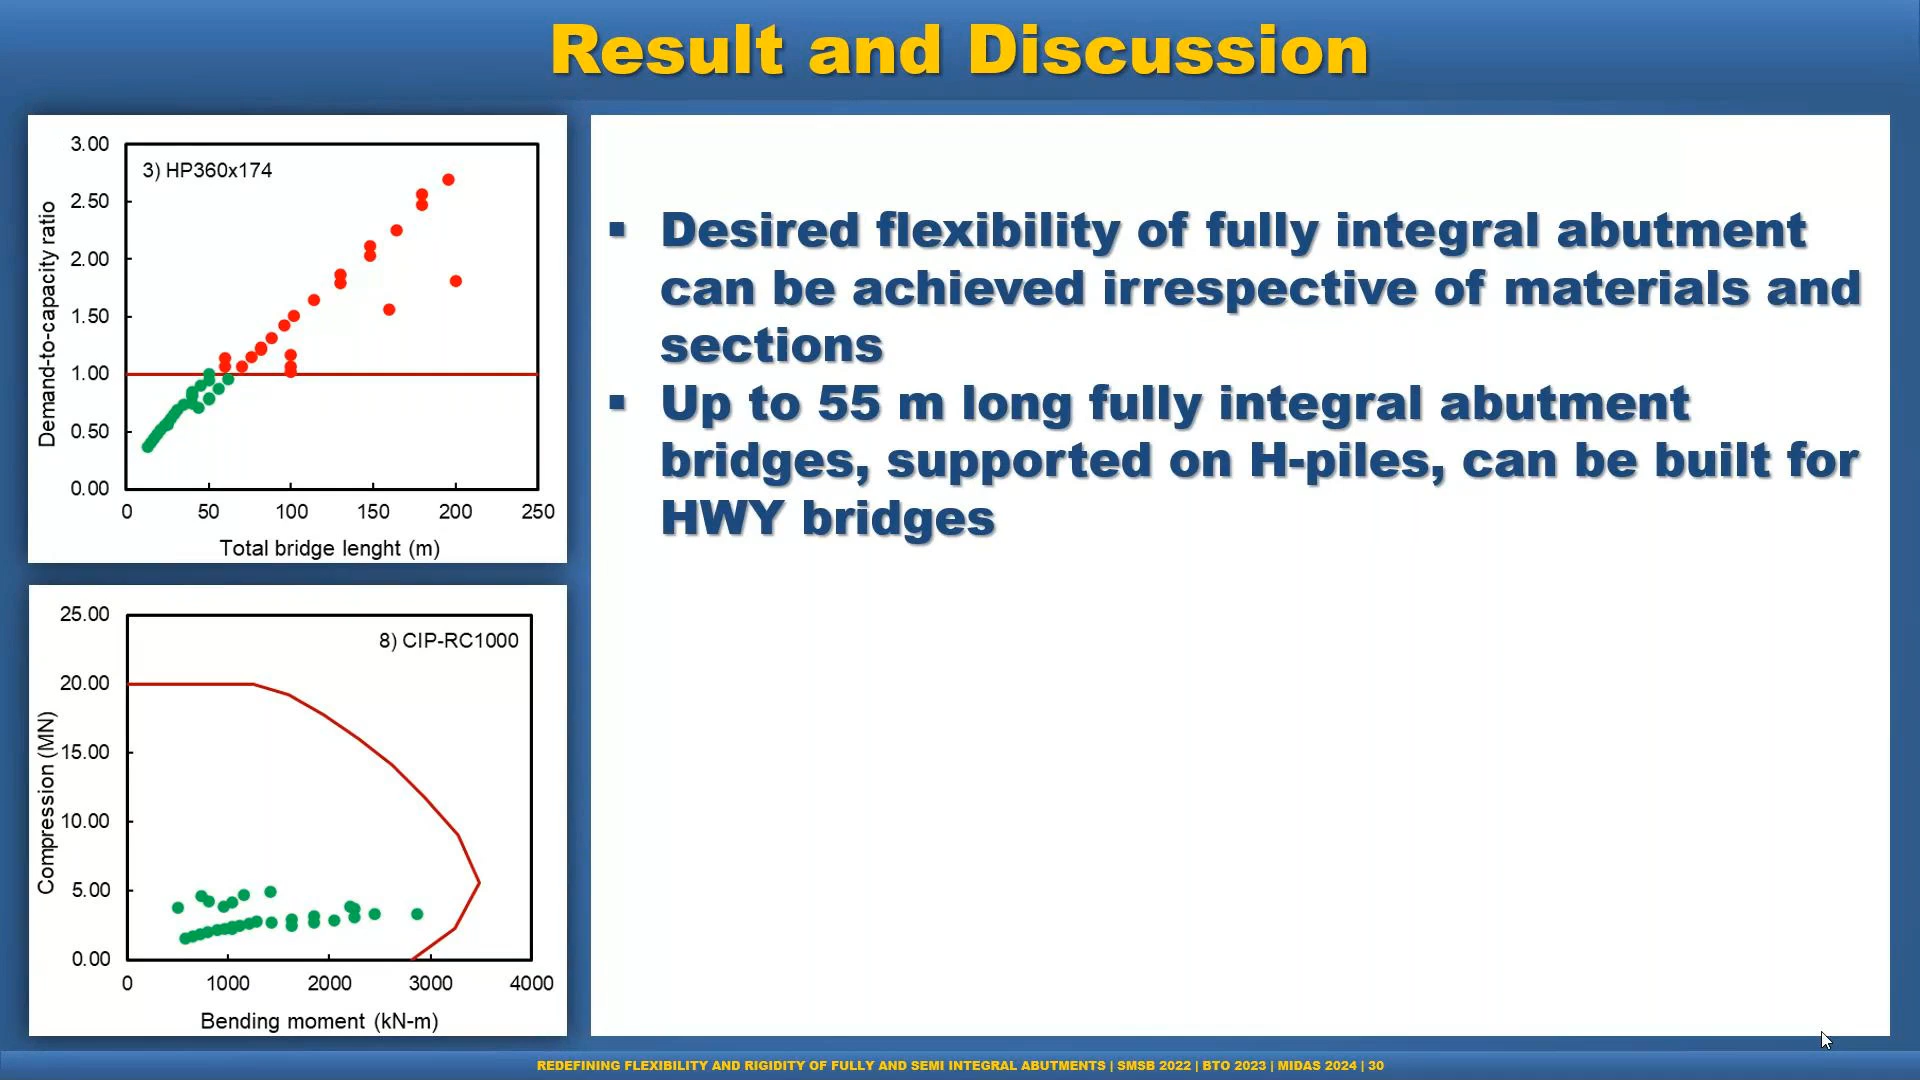 Result and Discussion
3.00
3) HP360x174
2.50
2.00
1.50
1.00
0.50
0.00
Demand-to-capacity ratio
0 50 100 150 200 250
Total bridge lenght (m)
25.00
8) CIP-RC1000
20.00
15.00
10.00
5.00
0.00
Compression (MN)
0 1000 2000 3000 4000
Bending moment (kN-m)
▪ Desired flexibility of fully integral abutment
can be achieved irrespective of materials and
sections
▪ Up to 55 m long fully integral abutment
bridges, supported on H-piles, can be built for
HWY bridges
REDEFINING FLEXIBILITY AND RIGIDITY OF FULLY AND SEMI INTEGRAL ABUTMENTS | SMSB 2022 | BTO 2023 | MIDAS 2024 | 30